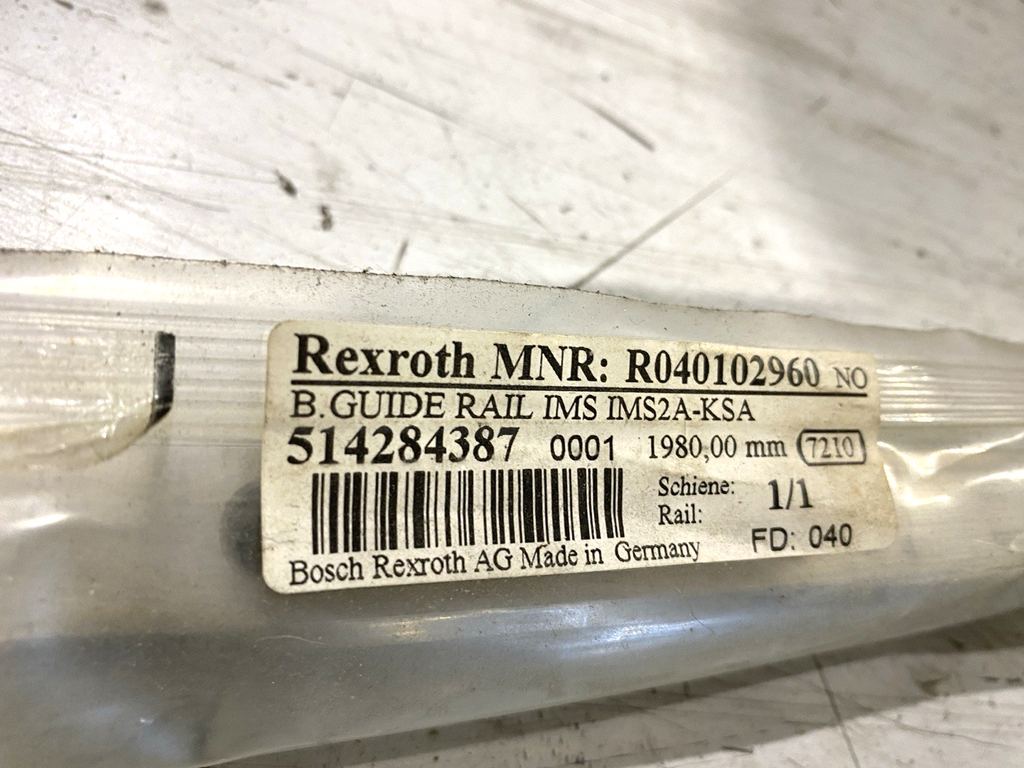 Rexroth MNR: R040102960 NO
B.GUIDE RAIL IMS IMS2A-KSA
514284387 0001 1980,00 mm 7210
Schiene: 1/1
Rail:
FD: 040
Bosch Rexroth AG Made in Germany